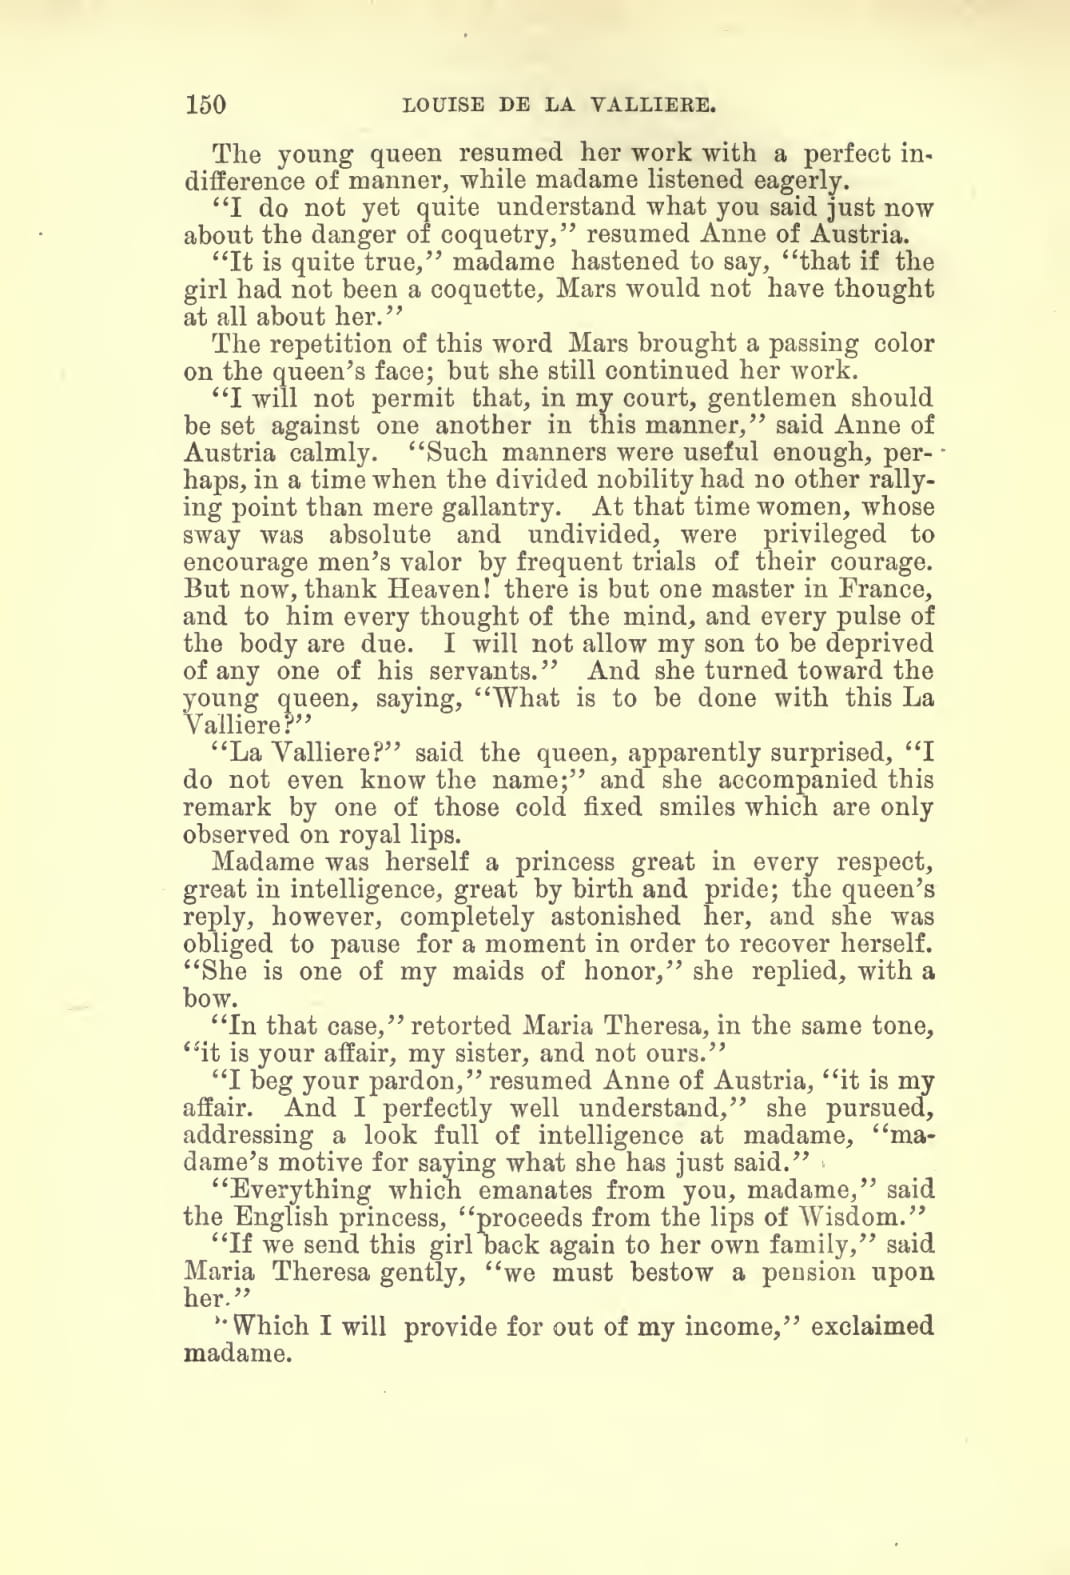 150 LOUISE DE LA VALLIERE.
The young queen resumed her work with a perfect in-
difference of manner, while madame listened eagerly.
“I do not yet quite understand what you said just now
about the danger of coquetry,” resumed Anne of Austria.
“It is quite true,” madame hastened to say, “that if the
girl had not been a coquette, Mars would not have thought
at all about her.”
The repetition of this word Mars brought a passing color
on the queen’s face; but she still continued her work.
“I will not permit that, in my court, gentlemen should
be set against one another in this manner,” said Anne of
Austria calmly. “Such manners were useful enough, per-
haps, in a time when the divided nobility had no other rally-
ing point than mere gallantry. At that time women, whose
sway was absolute and undivided, were privileged to
encourage men’s valor by frequent trials of their courage.
But now, thank Heaven! there is but one master in France,
and to him every thought of the mind, and every pulse of
the body are due. I will not allow my son to be deprived
of any one of his servants.” And she turned toward the
young queen, saying, “What is to be done with this La
Valliere?”
“La Valliere?” said the queen, apparently surprised, “I
do not even know the name;” and she accompanied this
remark by one of those cold fixed smiles which are only
observed on royal lips.
Madame was herself a princess great in every respect,
great in intelligence, great by birth and pride; the queen’s
reply, however, completely astonished her, and she was
obliged to pause for a moment in order to recover herself.
“She is one of my maids of honor,” she replied, with a
bow.
“In that case,” retorted Maria Theresa, in the same tone,
“it is your affair, my sister, and not ours.”
“I beg your pardon,” resumed Anne of Austria, “it is my
affair. And I perfectly well understand,” she pursued,
addressing a look full of intelligence at madame, “ma-
dame’s motive for saying what she has just said.”
“Everything which emanates from you, madame,” said
the English princess, “proceeds from the lips of Wisdom.”
“If we send this girl back again to her own family,” said
Maria Theresa gently, “we must bestow a pension upon
her.”
“Which I will provide for out of my income,” exclaimed
madame.